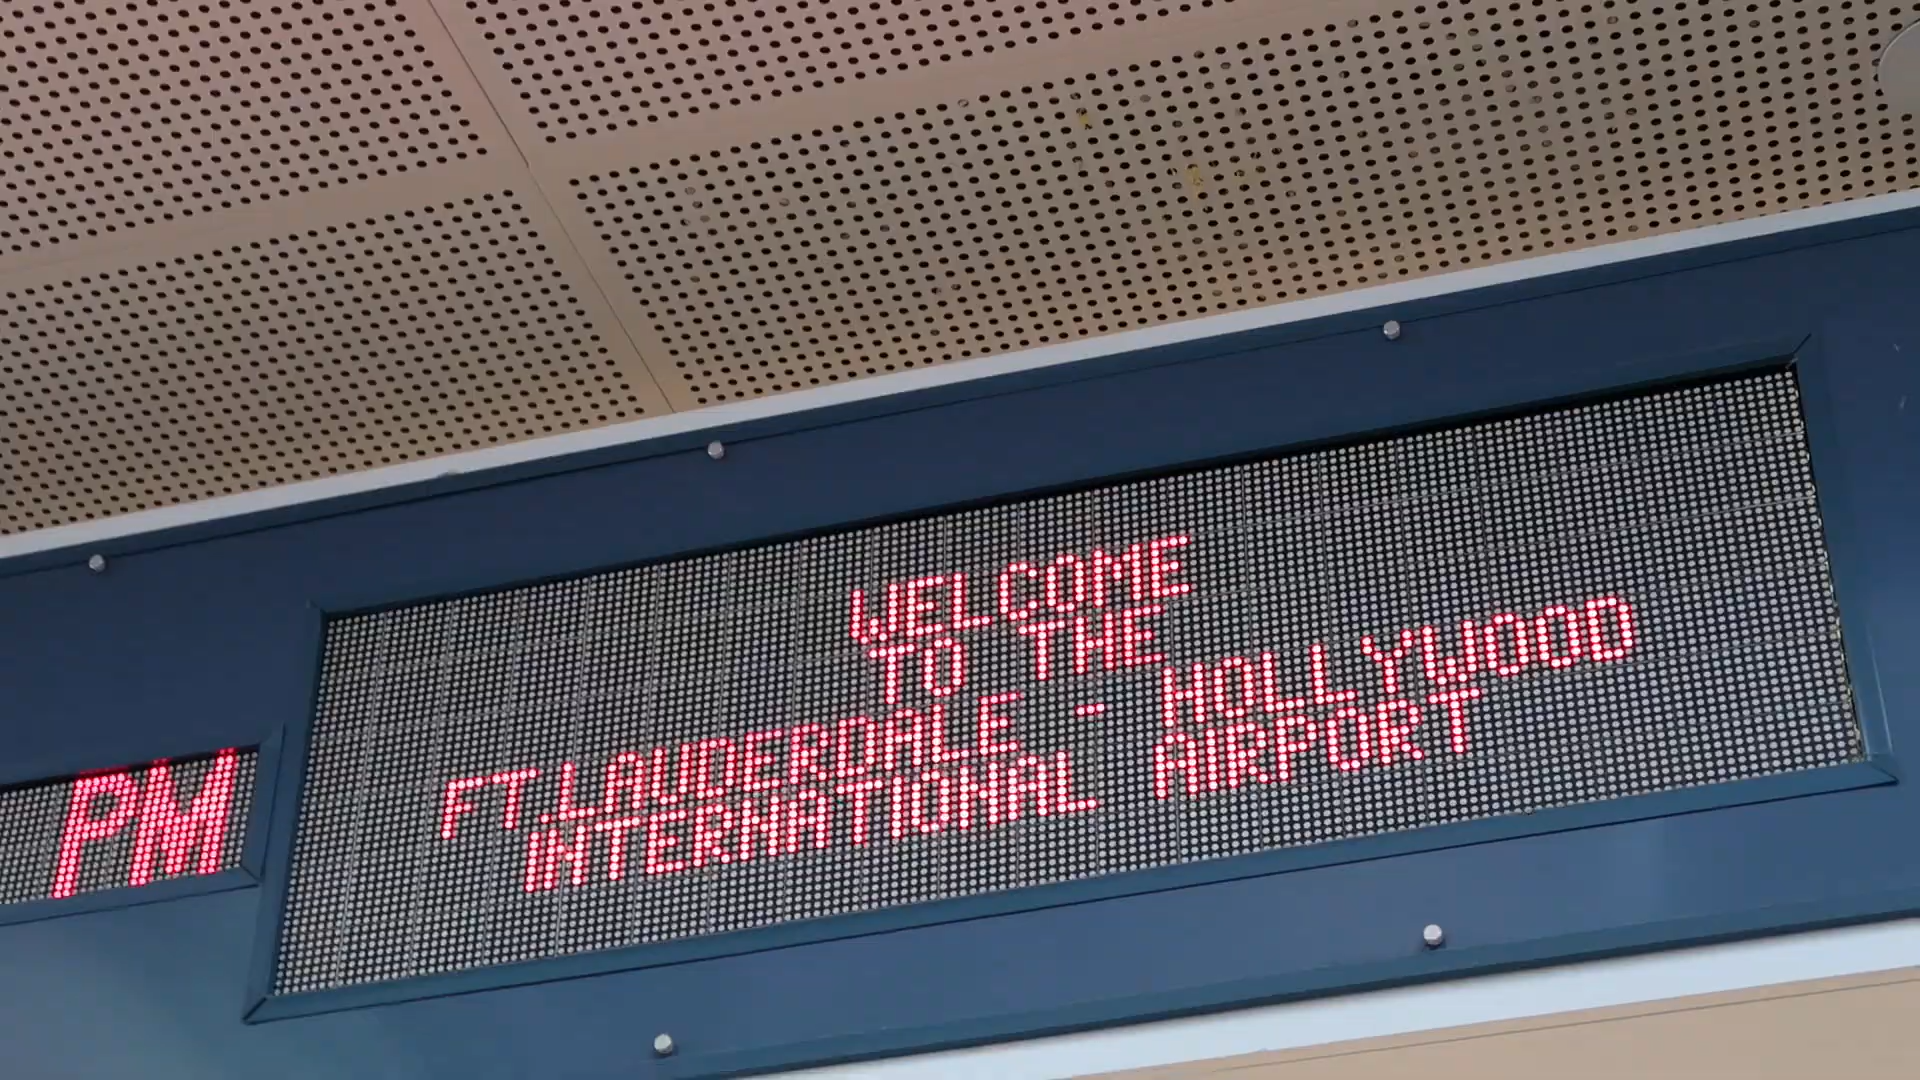 PM
WELCOME
TO THE
FT.LAUDERDALE - HOLLYWOOD
INTERNATIONAL AIRPORT